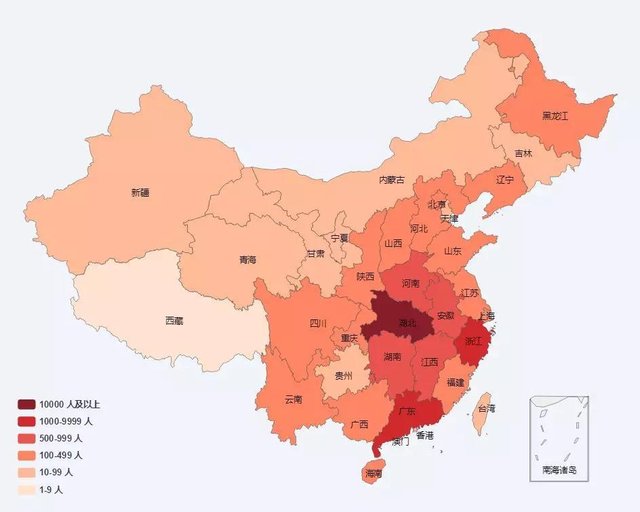 黑龙江
吉林
辽宁
内蒙古
新疆
北京
天津
河北
山西
山东
宁夏
甘肃
青海
陕西
河南
江苏
西藏
安徽
上海
湖北
四川
重庆
浙江
湖南
江西
贵州
福建
云南
广西
广东
台湾
香港
澳门
海南
南海诸岛
10000 人及以上
1000-9999 人
500-999 人
100-499 人
10-99 人
1-9 人